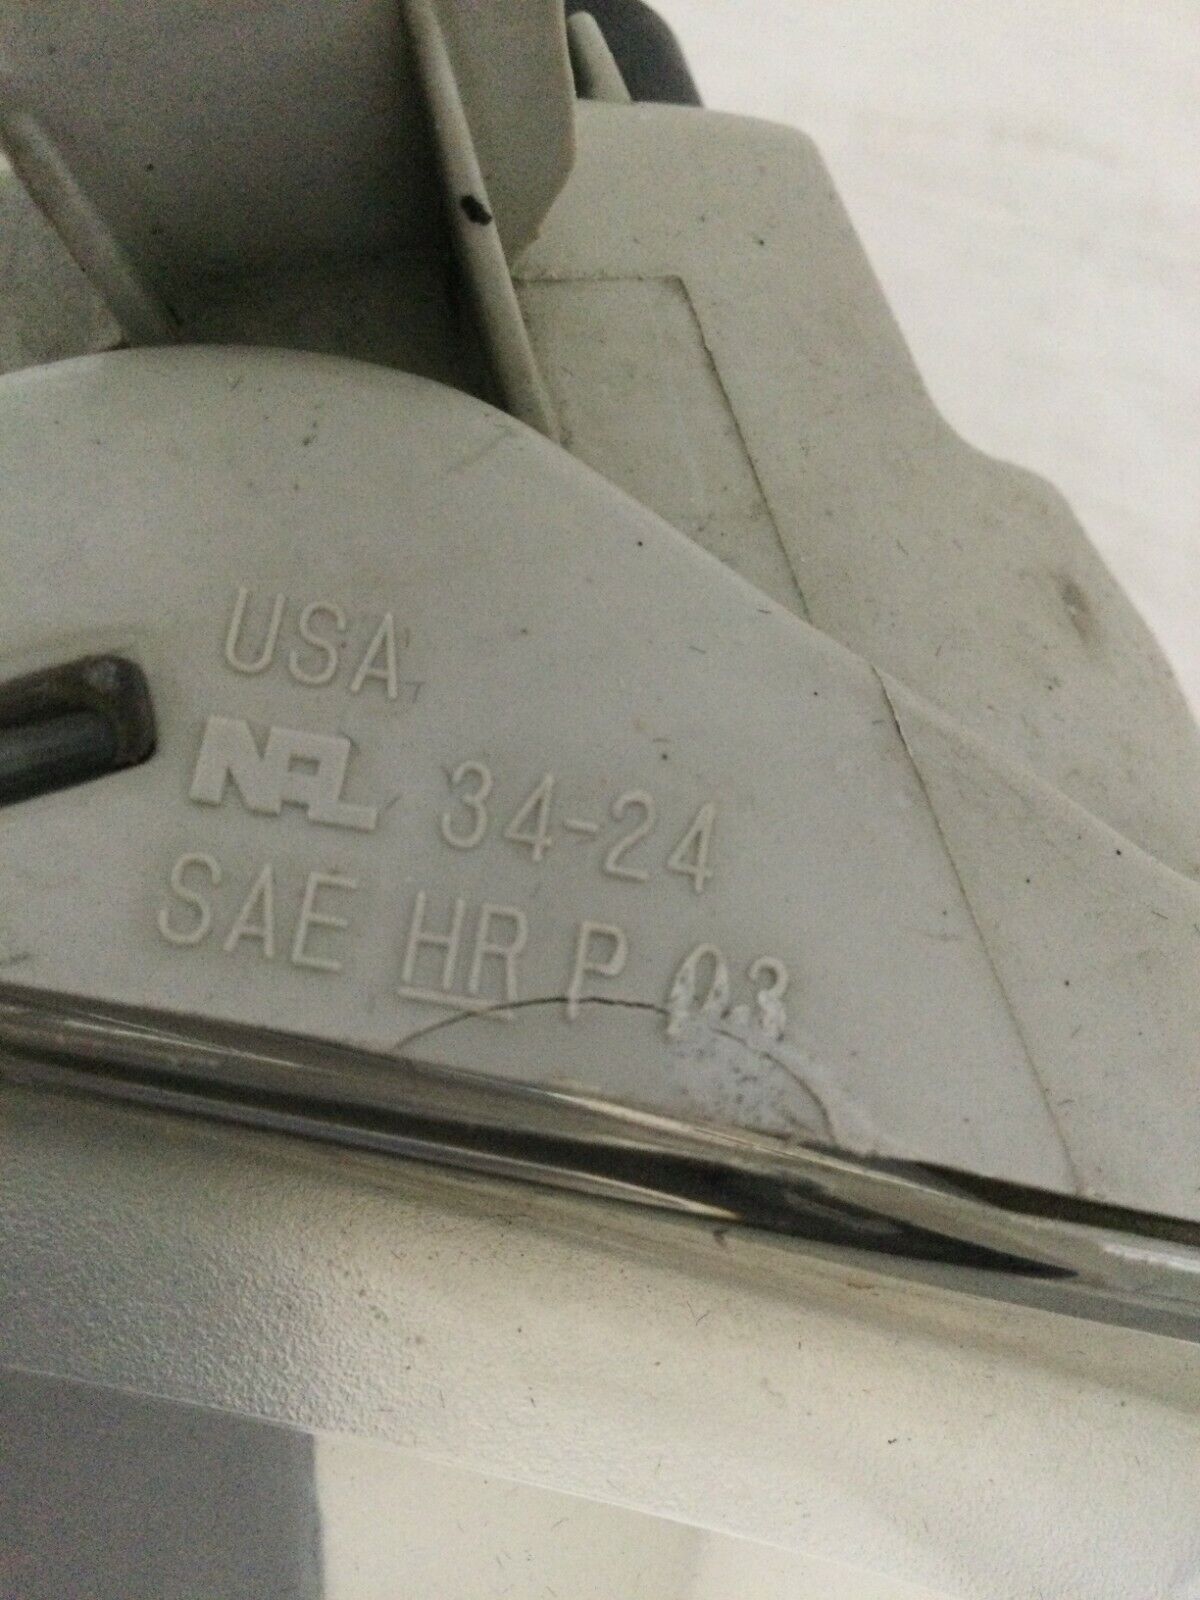 USA
NAL 34-24
SAE HR P 03